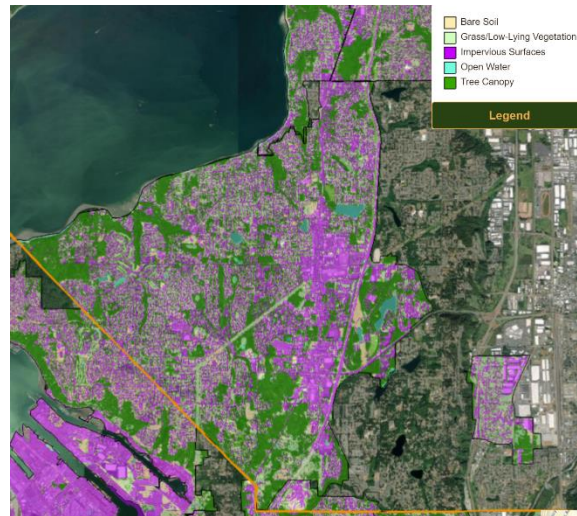 Bare Soil
Grass/Low-Lying Vegetation
Impervious Surfaces
Open Water
Tree Canopy
Legend